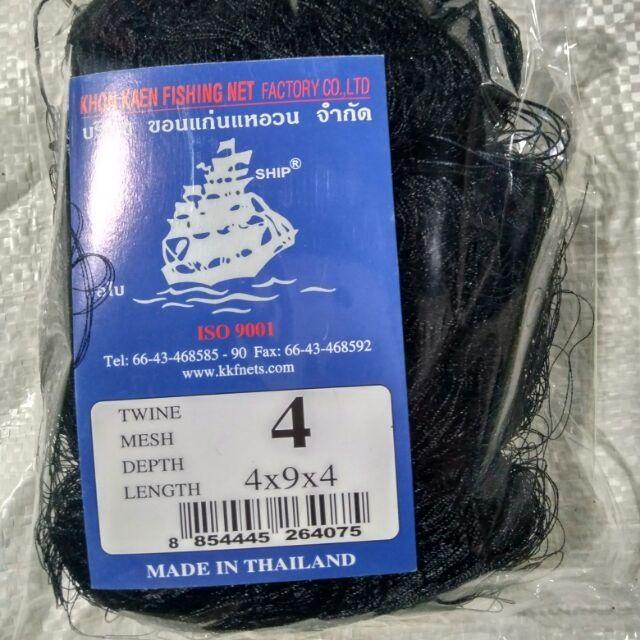 KHON KAEN FISHING NET FACTORY CO.,LTD
ขอนแก่นแหอวน จำกัด
SHIP®
ISO 9001
Tel: 66-43-468585 - 90 Fax: 66-43-468592
www.kkfnets.com
TWINE
MESH 4
DEPTH
LENGTH 4x9x4
8 854445 264075
MADE IN THAILAND